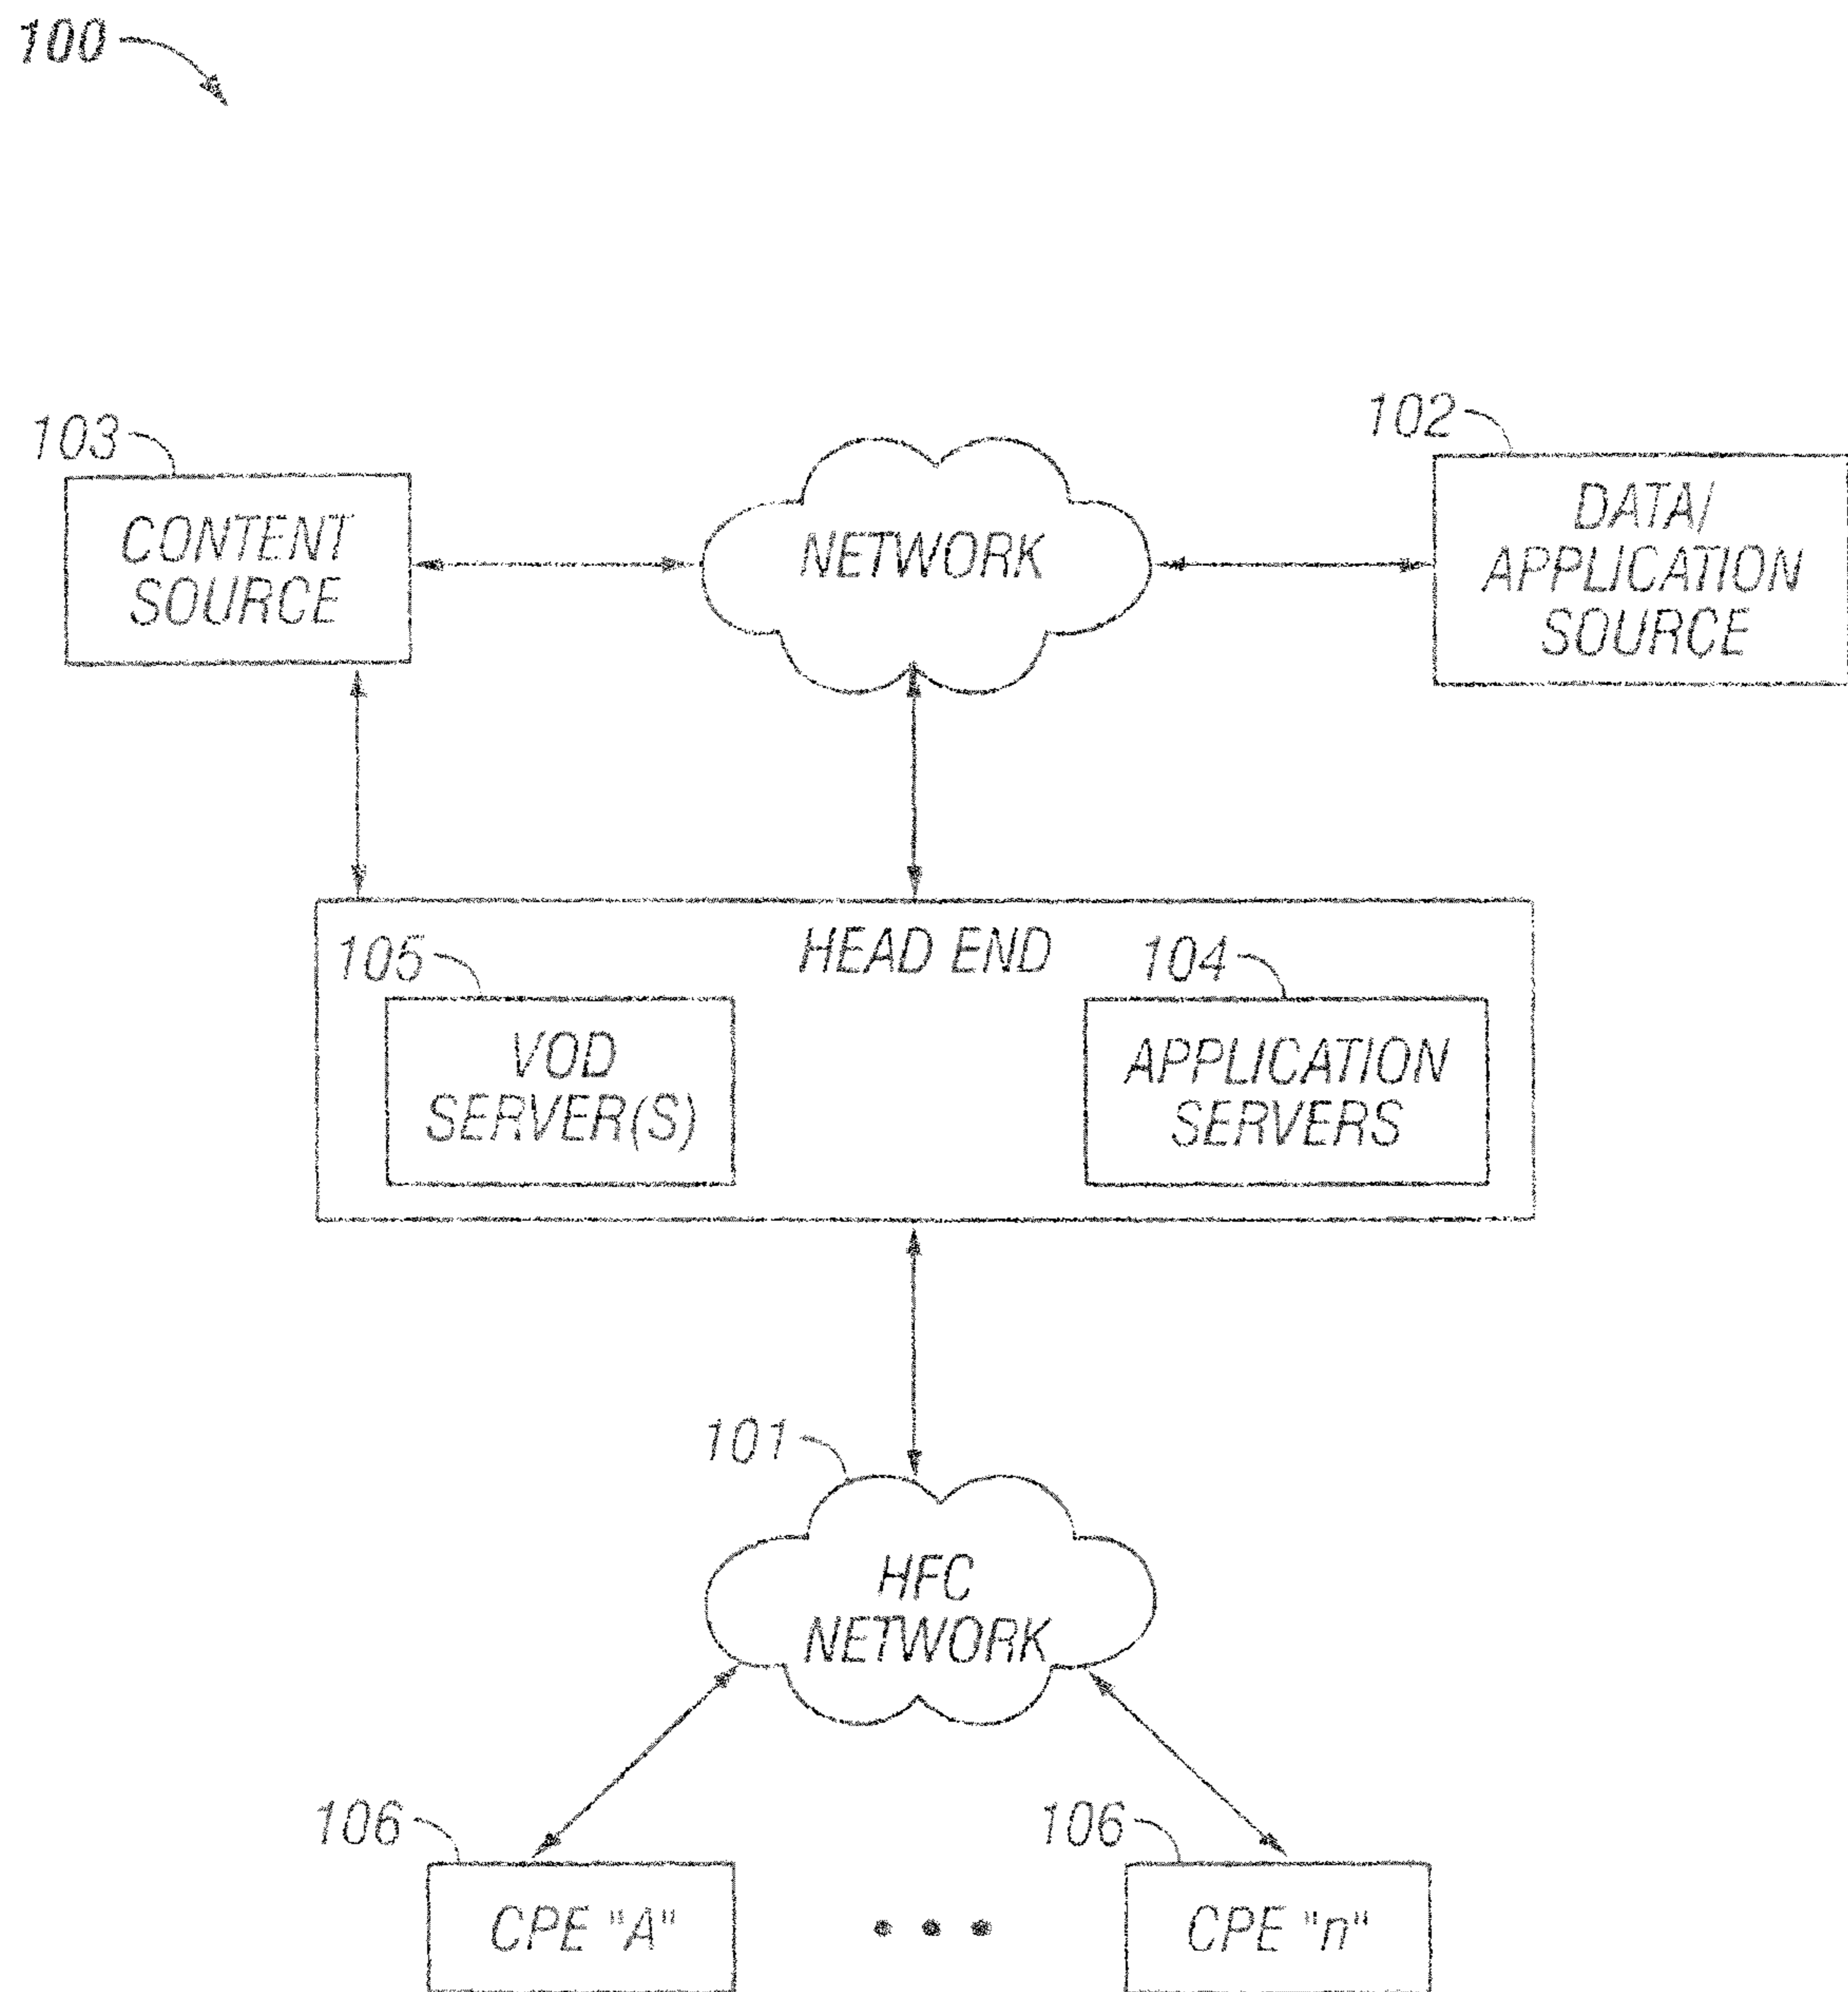 100
103
102
CONTENT
SOURCE
NETWORK
DATA/
APPLICATION
SOURCE
HEAD END
105
104
VOD
SERVER(S)
APPLICATION
SERVERS
101
HFC
NETWORK
106
106
CPE "A"
CPE "n"